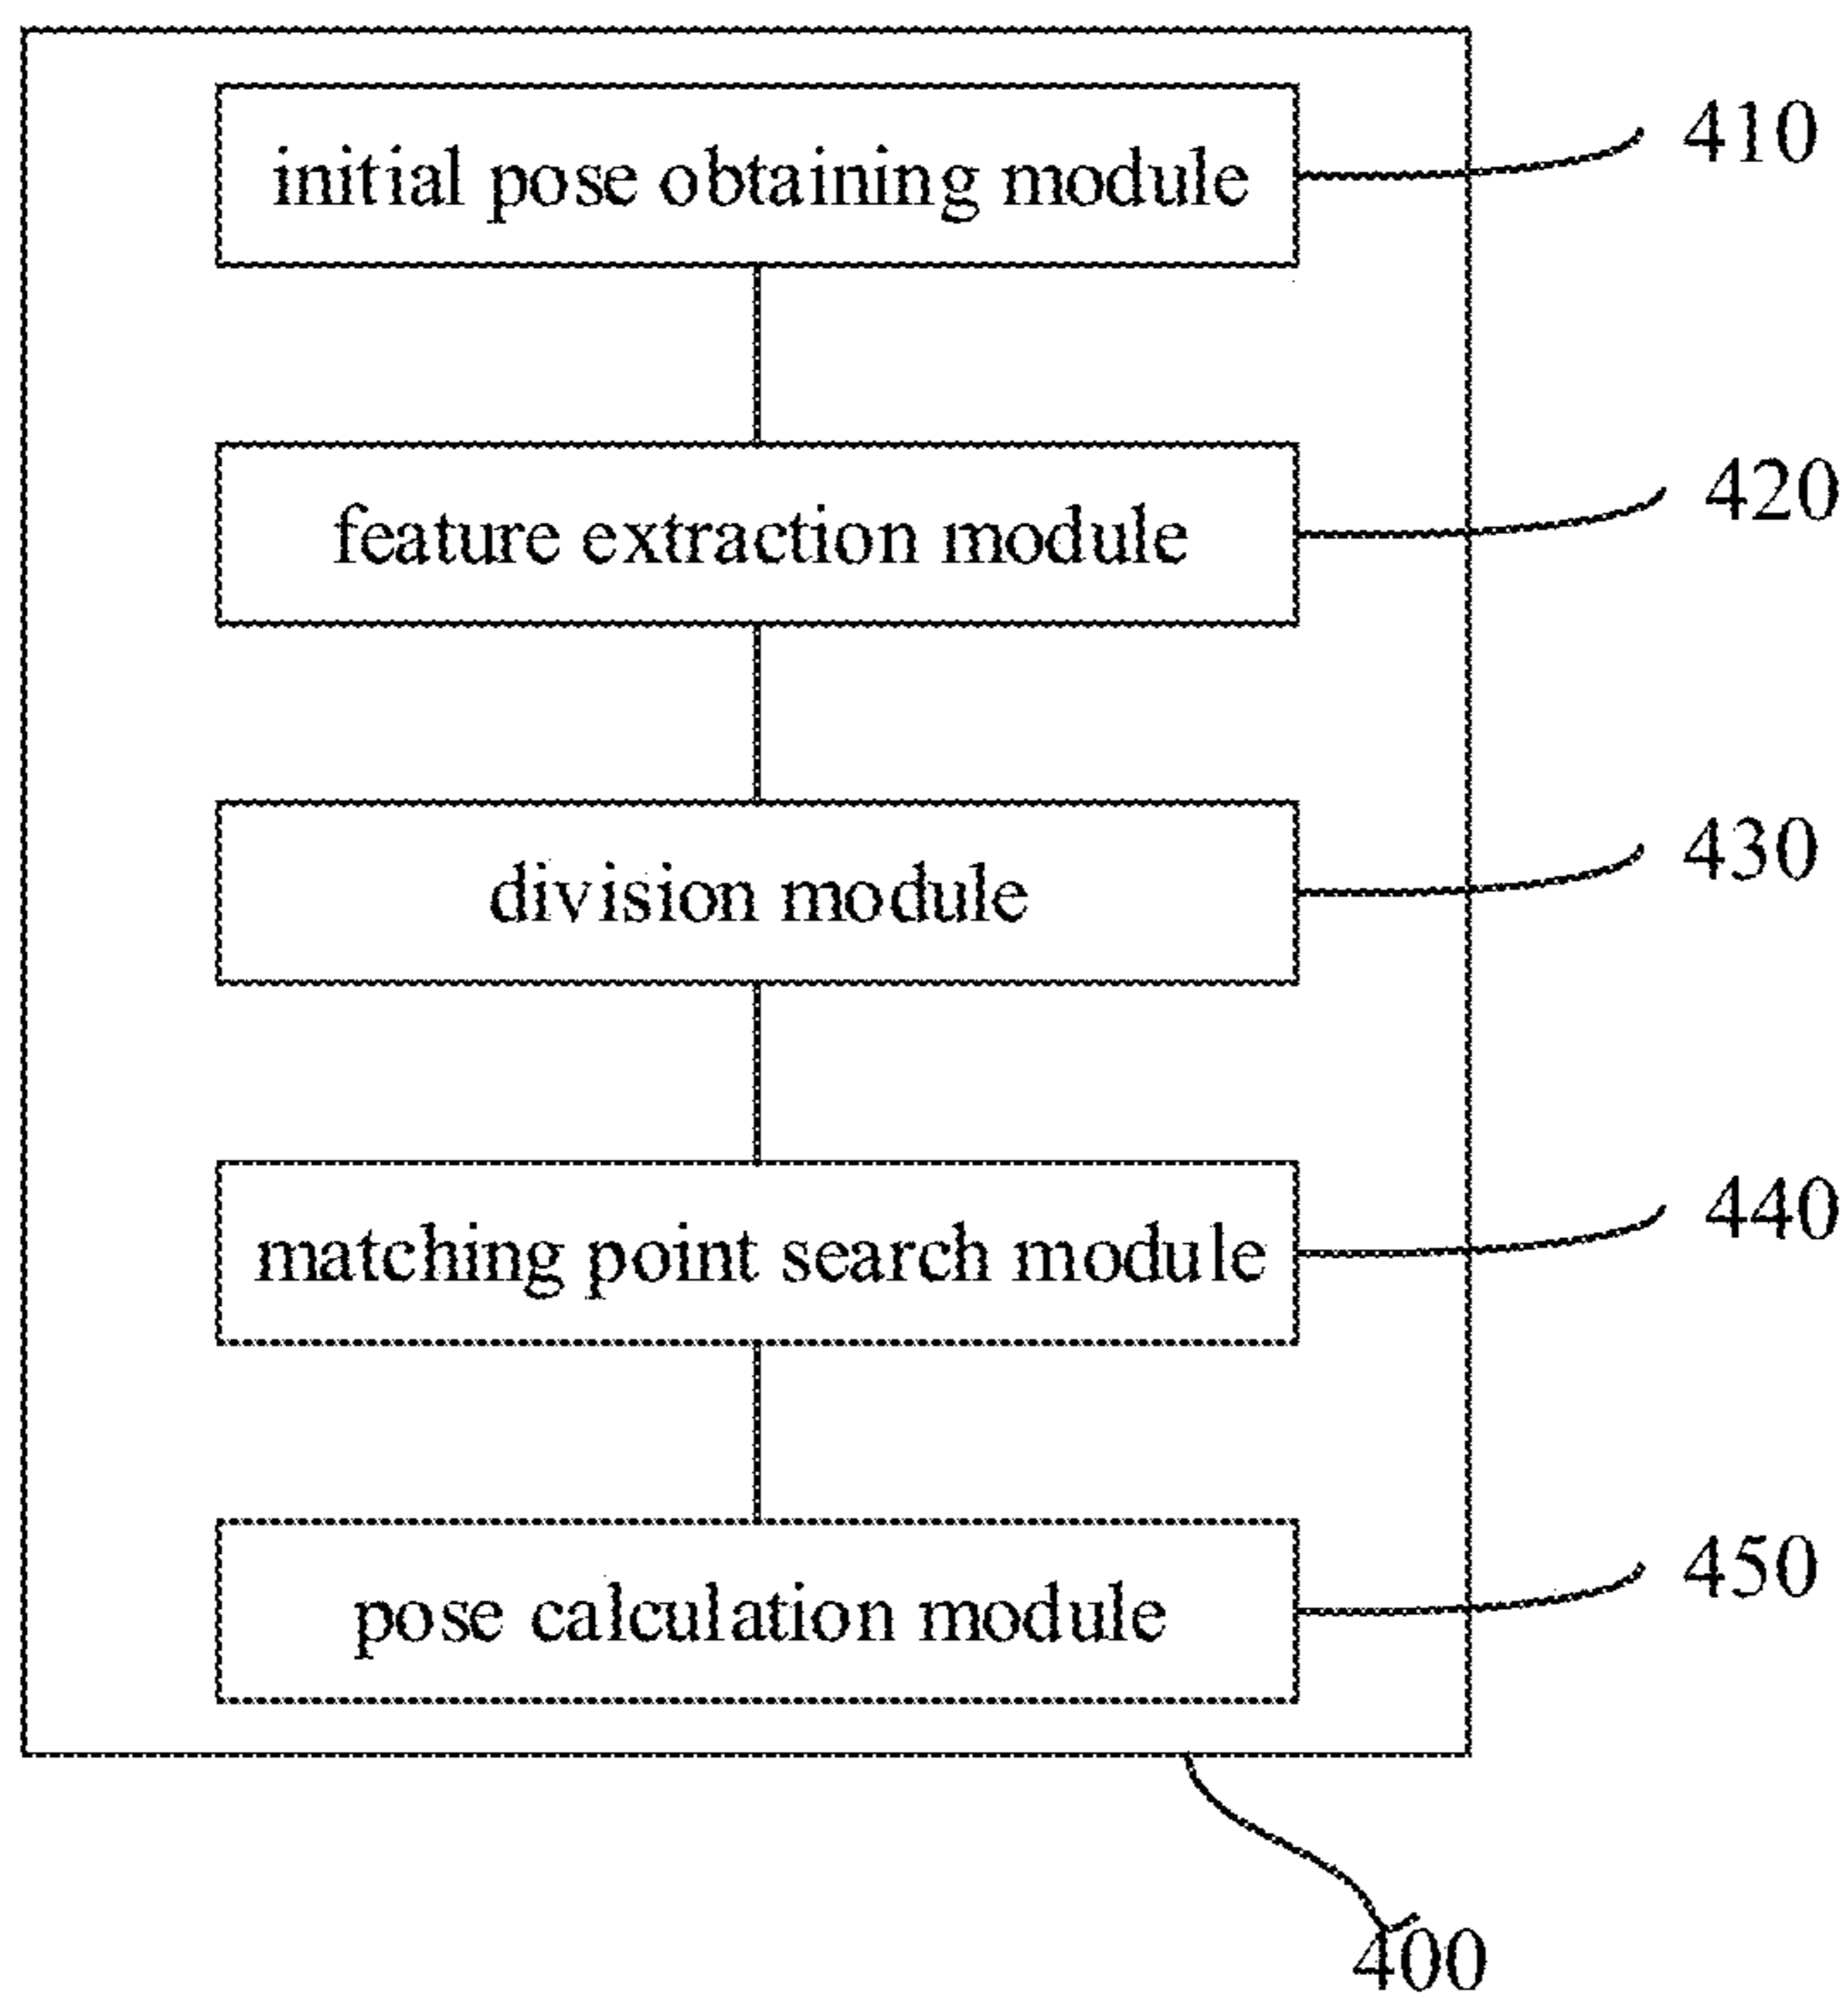 initial pose obtaining module
410
feature extraction module
420
division module
430
matching point search module
440
pose calculation module
450
400